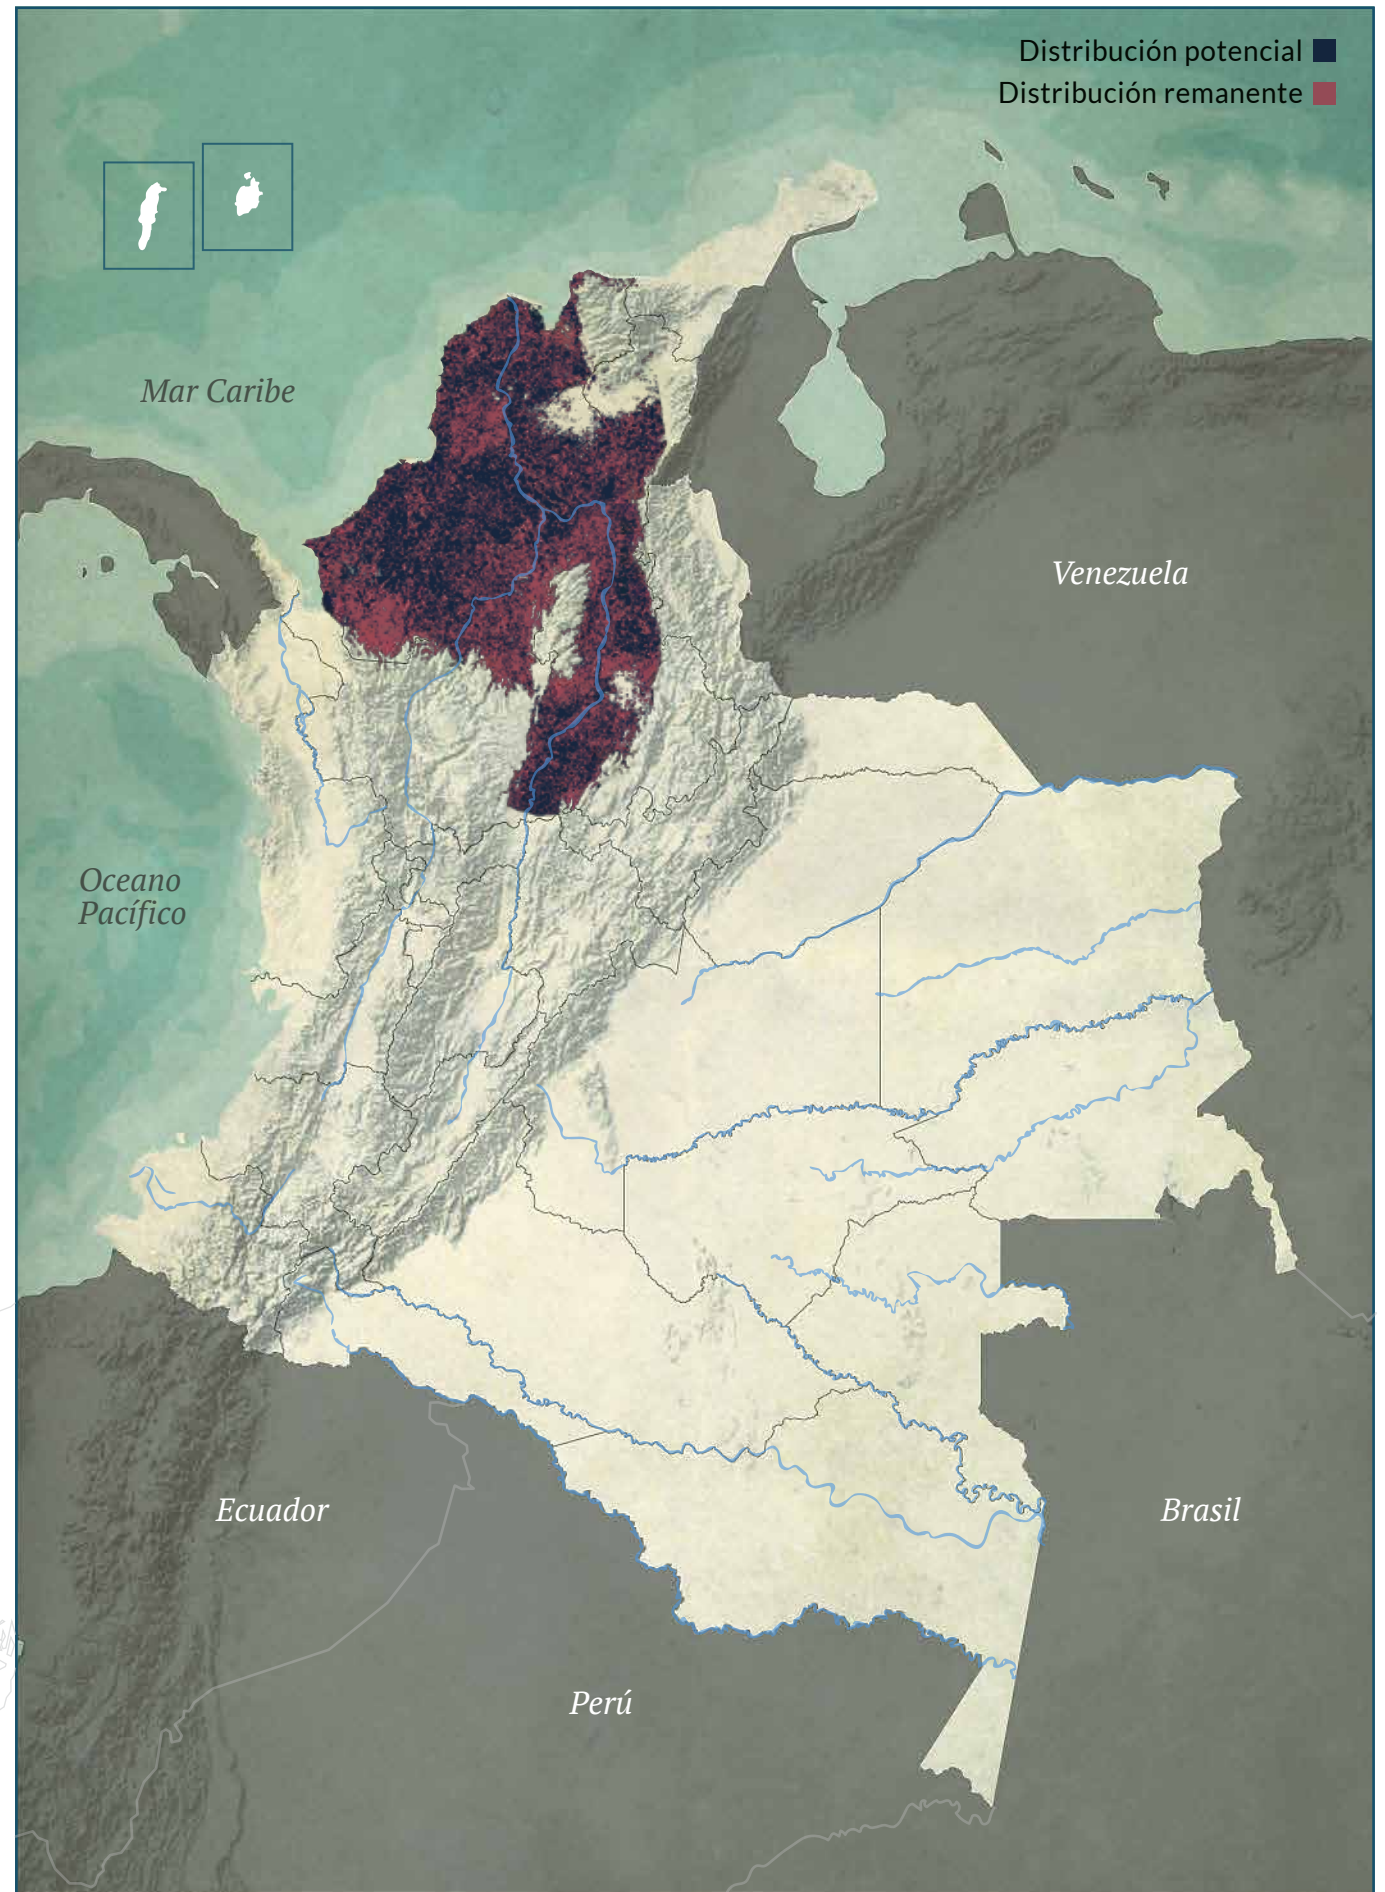 Distribución potencial
Distribución remanente
Mar Caribe
Venezuela
Oceano
Pacífico
Ecuador
Brasil
Perú